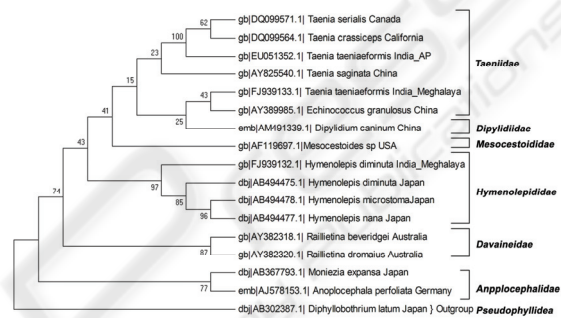 gb|DQ099571.1| Taenia serialis Canada
62
gb|DQ099564.1| Taenia crassiceps California
100
gb|EU051352.1| Taenia taeniaeformis India_AP
Taeniidae
23
gb|AY825540.1| Taenia saginata China
15
gb|FJ939133.1| Taenia taeniaeformis India_Meghalaya
43
gb|AY389985.1| Echinococcus granulosus China
41
25
emb|AM491339.1| Dipylidium caninum China
Dipylidiidac
gb|AF119697.1|Mesocestoides sp USA
Mesocestoididae
43
gb|FJ939132.1| Hymenolepis diminuta India_Meghalaya
97
dbj|AB494475.1| Hymenolepis diminuta Japan
Hymenolepididae
85
dbj|AB494478.1| Hymenolepis microstomaJapan
96
dbj|AB494477.1| Hymenolepis nana Japan
74
gb|AY382318.1| Raillietina beveridgei Australia
Davaineidae
87
gb|AY382320.1| Raillietina dromaius Australia
dbj|AB367793.1| Moniezia expansa Japan
Anpplocephalidae
77
emb|AJ578153.1| Anoplocephala perfoliata Germany
dbj|AB302387.1| Diphyllobothrium latum Japan } Outgroup
Pseudophyllidea